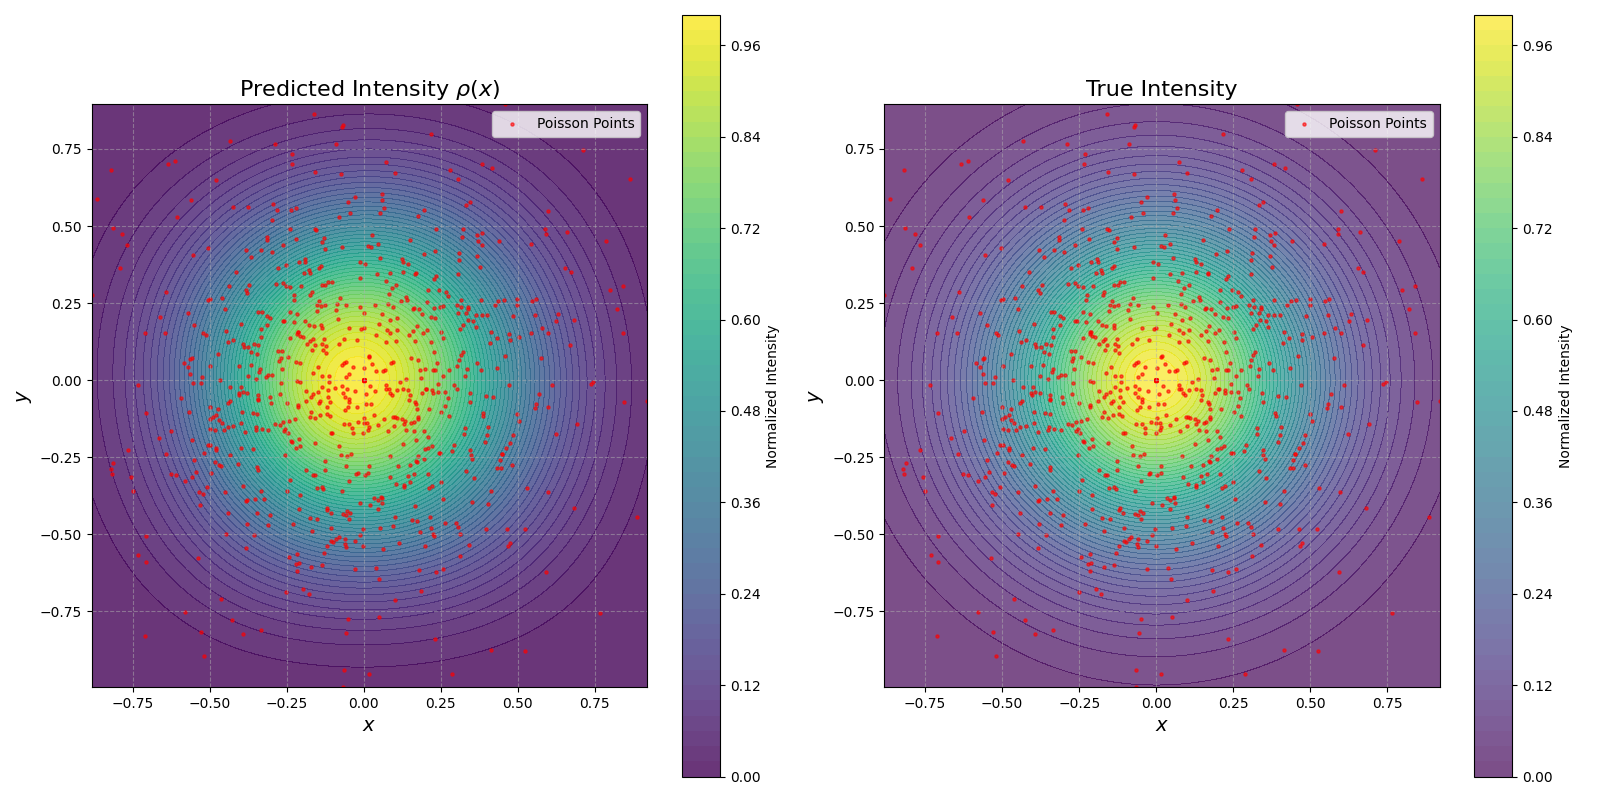 Predicted Intensity ρ(x)
Poisson Points
0.75
0.50
0.25
0.00
−0.25
−0.50
−0.75
y
−0.75 −0.50 −0.25 0.00 0.25 0.50 0.75
x
0.96
0.84
0.72
0.60
0.48
0.36
0.24
0.12
0.00
Normalized Intensity
True Intensity
Poisson Points
0.75
0.50
0.25
0.00
−0.25
−0.50
−0.75
y
−0.75 −0.50 −0.25 0.00 0.25 0.50 0.75
x
0.96
0.84
0.72
0.60
0.48
0.36
0.24
0.12
0.00
Normalized Intensity